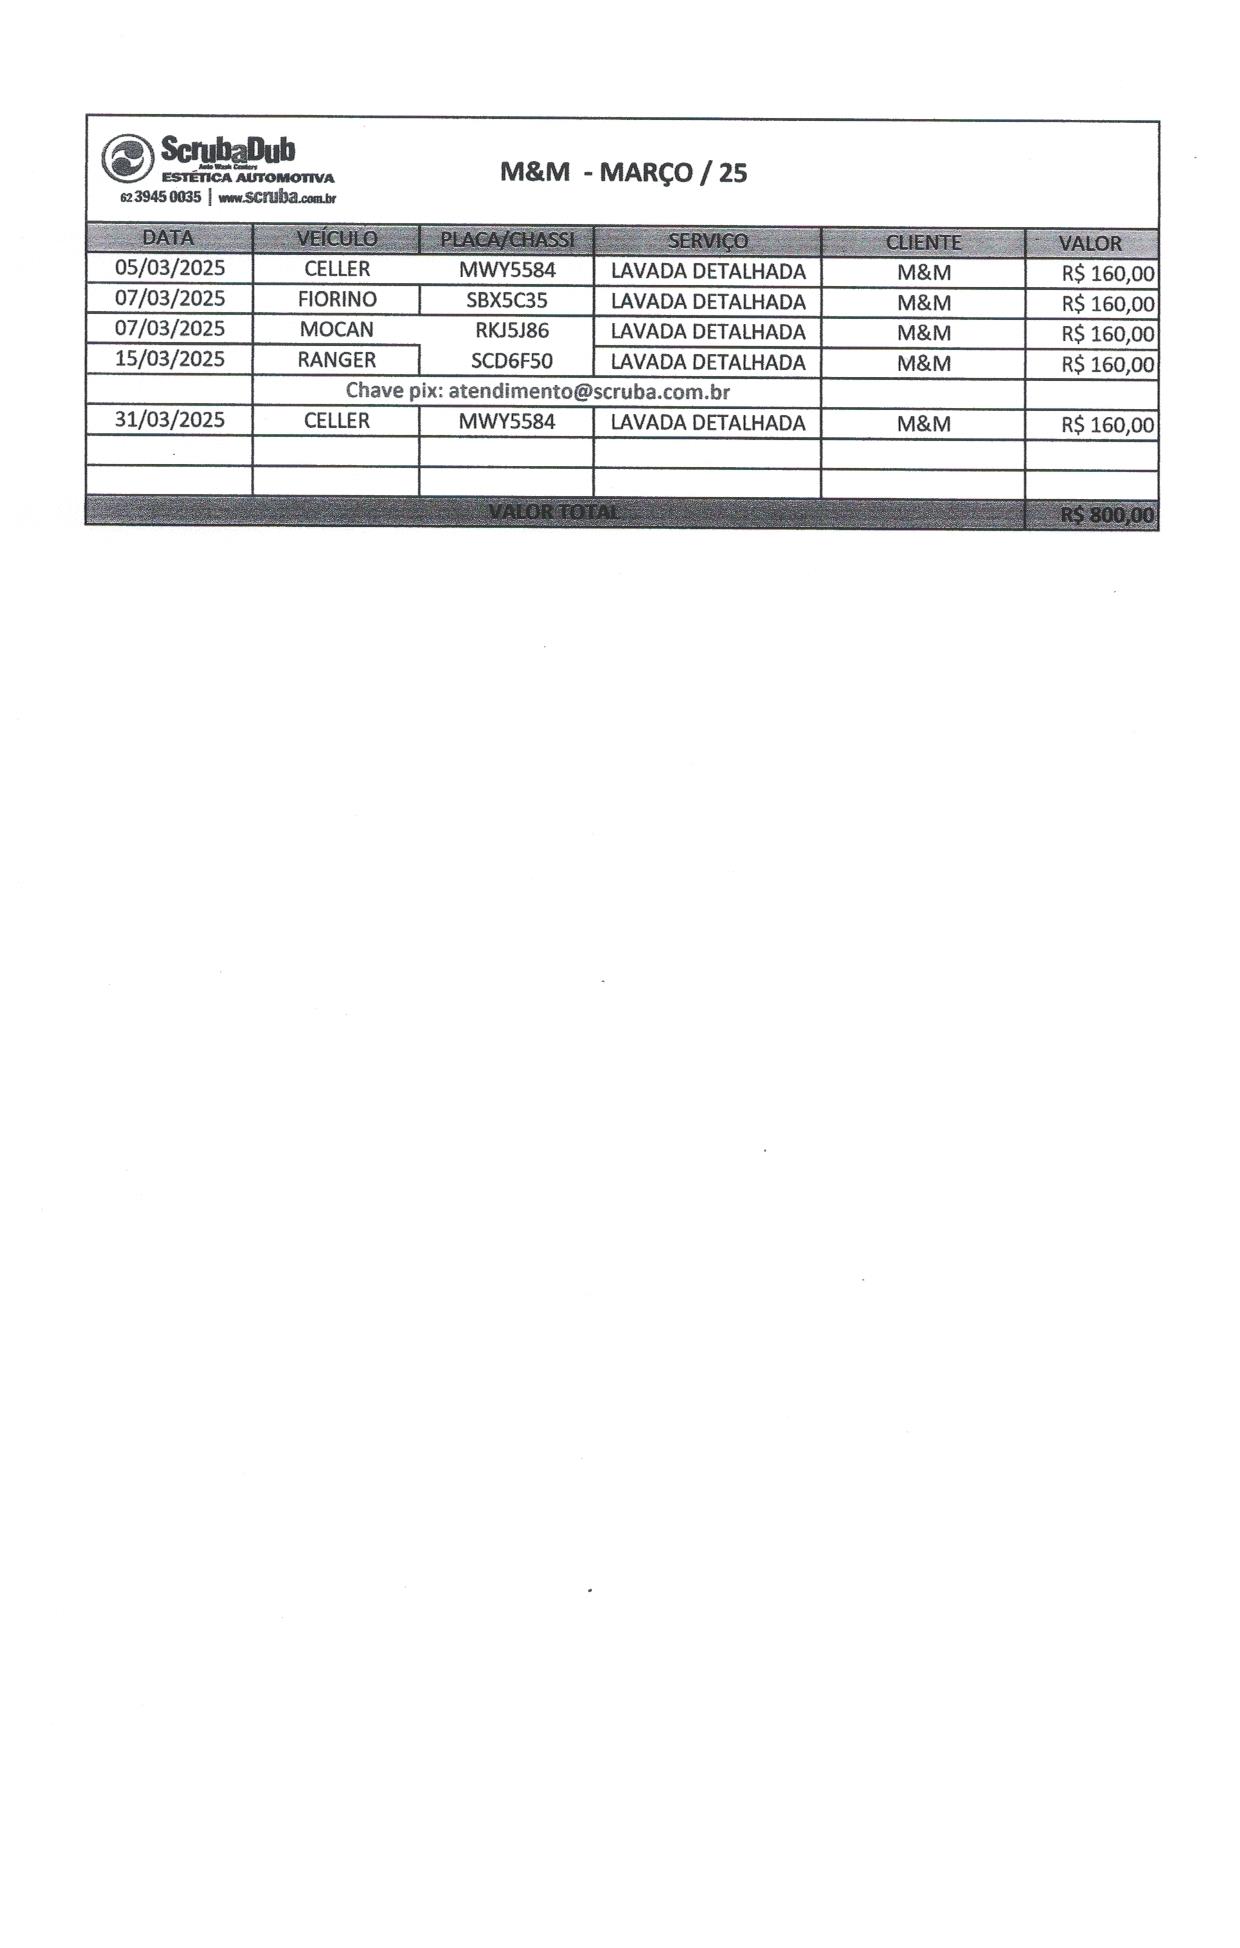 ScrubaDub
Auto Wash Centers
ESTÉTICA AUTOMOTIVA
62 3945 0035 | www.scruba.com.br
M&M - MARÇO / 25
DATA VEÍCULO PLACA/CHASSI SERVIÇO CLIENTE VALOR
05/03/2025 CELLER MWY5584 LAVADA DETALHADA M&M R$ 160,00
07/03/2025 FIORINO SBX5C35 LAVADA DETALHADA M&M R$ 160,00
07/03/2025 MOCAN RKJ5J86 LAVADA DETALHADA M&M R$ 160,00
15/03/2025 RANGER SCD6F50 LAVADA DETALHADA M&M R$ 160,00
Chave pix: atendimento@scruba.com.br
31/03/2025 CELLER MWY5584 LAVADA DETALHADA M&M R$ 160,00
VALOR TOTAL R$ 800,00